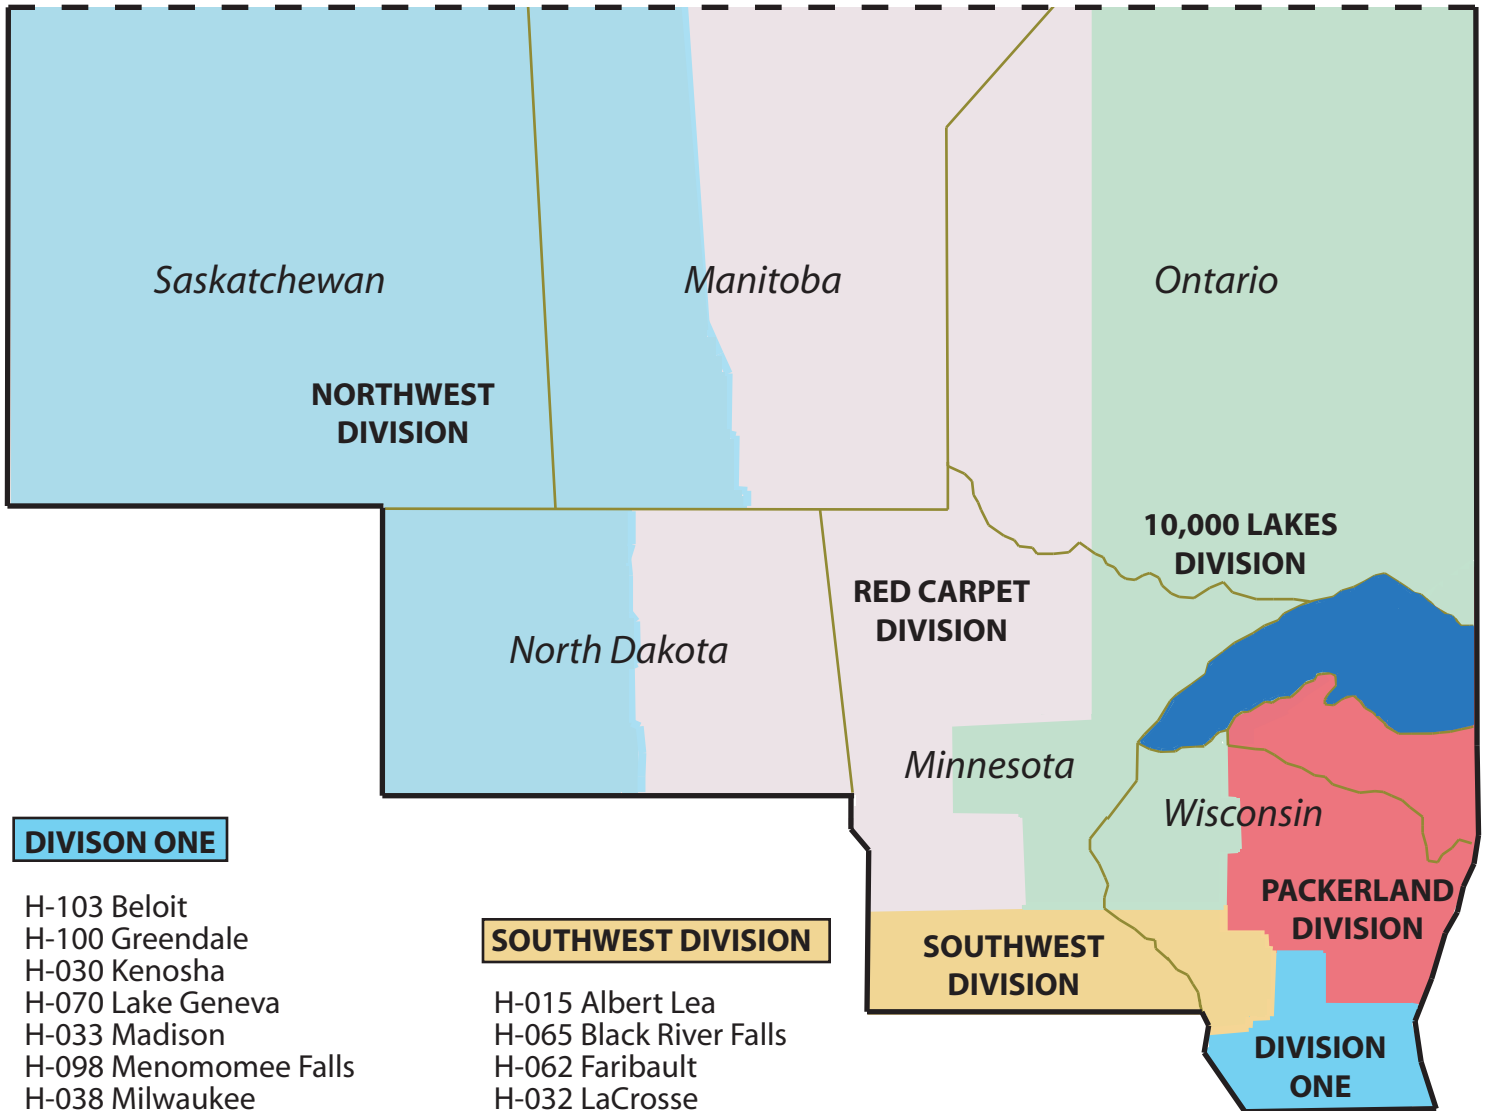 Saskatchewan
Manitoba
Ontario
NORTHWEST
DIVISION
10,000 LAKES
DIVISION
RED CARPET
DIVISION
North Dakota
Minnesota
Wisconsin
PACKERLAND
DIVISION
SOUTHWEST
DIVISION
DIVISION
ONE
DIVISON ONE
H-103 Beloit
H-100 Greendale
H-030 Kenosha
H-070 Lake Geneva
H-033 Madison
H-098 Menomomee Falls
H-038 Milwaukee
SOUTHWEST DIVISION
H-015 Albert Lea
H-065 Black River Falls
H-062 Faribault
H-032 LaCrosse